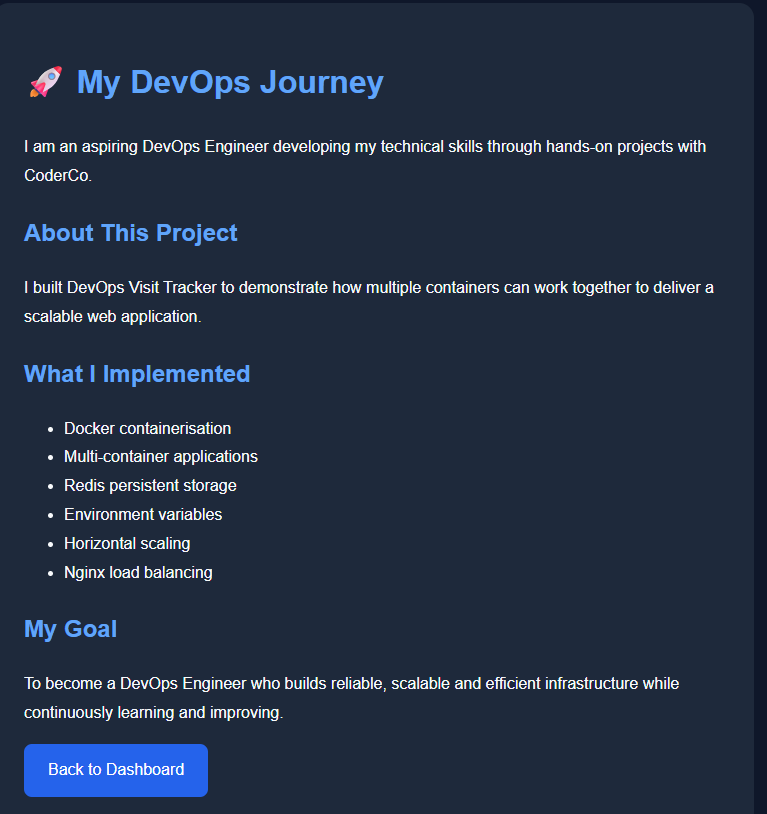 🚀 My DevOps Journey
I am an aspiring DevOps Engineer developing my technical skills through hands-on projects with
CoderCo.
About This Project
I built DevOps Visit Tracker to demonstrate how multiple containers can work together to deliver a
scalable web application.
What I Implemented
• Docker containerisation
• Multi-container applications
• Redis persistent storage
• Environment variables
• Horizontal scaling
• Nginx load balancing
My Goal
To become a DevOps Engineer who builds reliable, scalable and efficient infrastructure while
continuously learning and improving.
Back to Dashboard